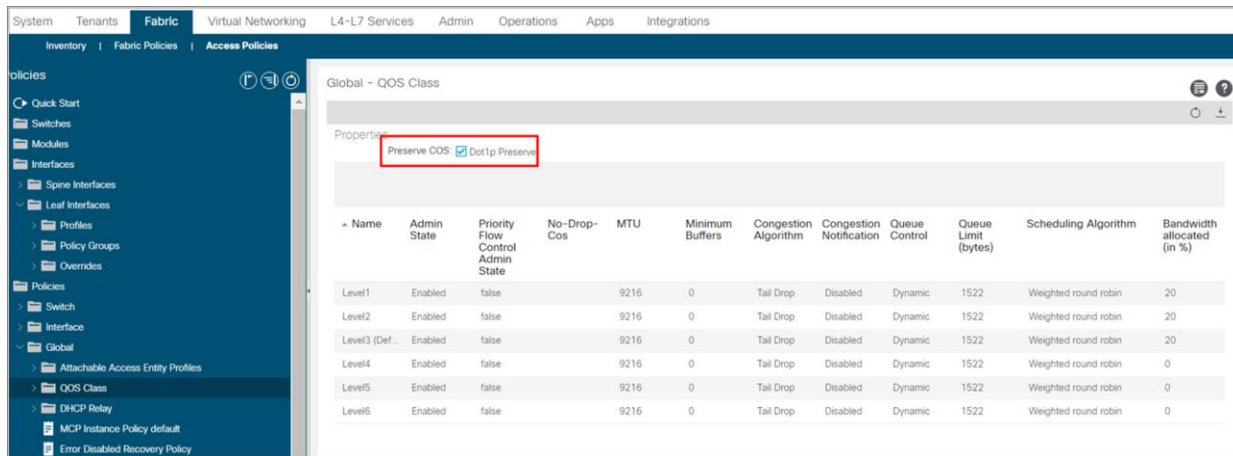 System Tenants Fabric Virtual Networking L4-L7 Services Admin Operations Apps Integrations
Inventory | Fabric Policies | Access Policies
olicies
Quick Start
Switches
Modules
Interfaces
Spine Interfaces
Leaf Interfaces
Profiles
Policy Groups
Overrides
Policies
Switch
Interface
Global
Attachable Access Entity Profiles
QOS Class
DHCP Relay
MCP Instance Policy default
Error Disabled Recovery Policy
Global - QOS Class
Properties
Preserve COS: Dot1p Preserve
Name Admin State Priority Flow Control Admin State No-Drop-Cos MTU Minimum Buffers Congestion Algorithm Congestion Notification Queue Control Queue Limit (bytes) Scheduling Algorithm Bandwidth allocated (in %)
Level1 Enabled false 9216 0 Tail Drop Disabled Dynamic 1522 Weighted round robin 20
Level2 Enabled false 9216 0 Tail Drop Disabled Dynamic 1522 Weighted round robin 20
Level3 (Def... Enabled false 9216 0 Tail Drop Disabled Dynamic 1522 Weighted round robin 20
Level4 Enabled false 9216 0 Tail Drop Disabled Dynamic 1522 Weighted round robin 0
Level5 Enabled false 9216 0 Tail Drop Disabled Dynamic 1522 Weighted round robin 0
Level6 Enabled false 9216 0 Tail Drop Disabled Dynamic 1522 Weighted round robin 0